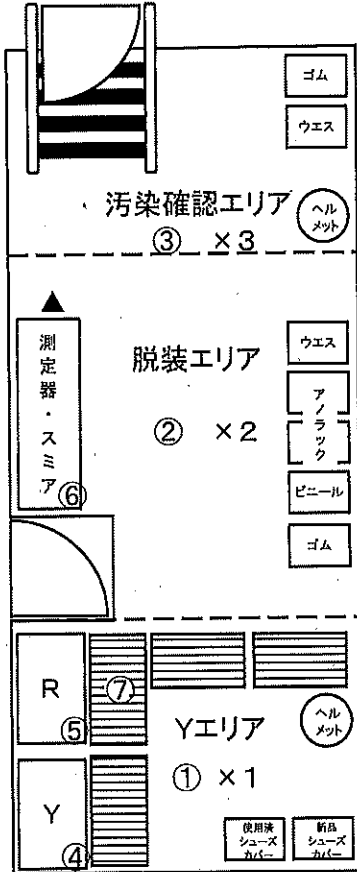 ゴム
ウエス
汚染確認エリア
ヘル
メット
③ ×3
測定器・スミア
⑥
脱装エリア
② ×2
ウエス
アノラック
ビニール
ゴム
R
⑤
⑦
Yエリア
ヘル
メット
① ×1
Y
④
使用済
シューズ
カバー
新品
シューズ
カバー